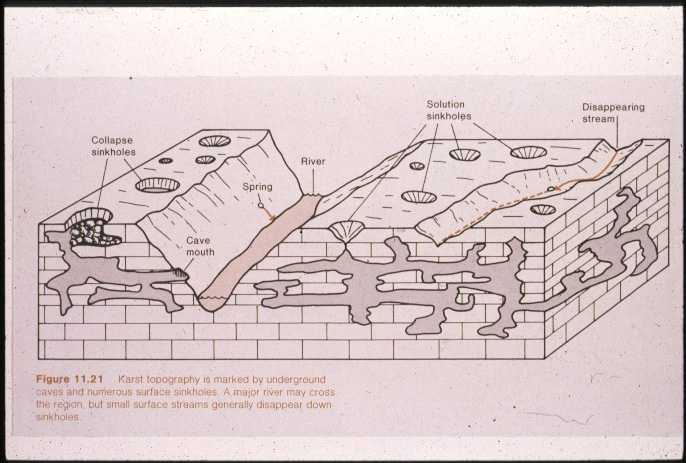 Solution
sinkholes
Disappearing
stream
Collapse
sinkholes
River
Spring
Cave
mouth
Figure 11.21 Karst topography is marked by underground
caves and numerous surface sinkholes. A major river may cross
the region, but small surface streams generally disappear down
sinkholes.